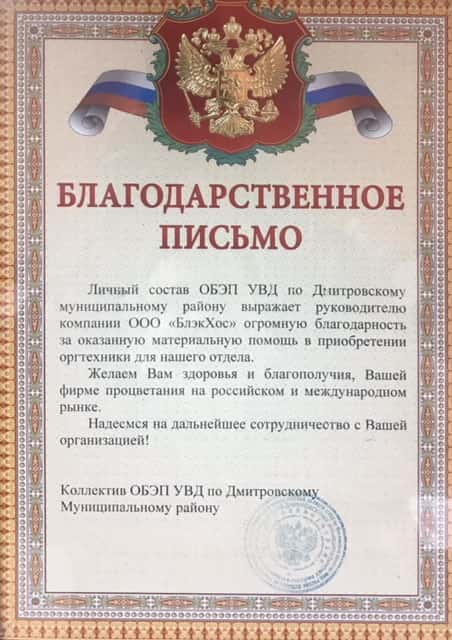 БЛАГОДАРСТВЕННОЕ
ПИСЬМО
Личный состав ОБЭП УВД по Дмитровскому
муниципальному району выражает руководителю
компании ООО «БлэкХос» огромную благодарность
за оказанную материальную помощь в приобретении
оргтехники для нашего отдела.
Желаем Вам здоровья и благополучия, Вашей
фирме процветания на российском и международном
рынке.
Надеемся на дальнейшее сотрудничество с Вашей
организацией!
Коллектив ОБЭП УВД по Дмитровскому
Муниципальному району